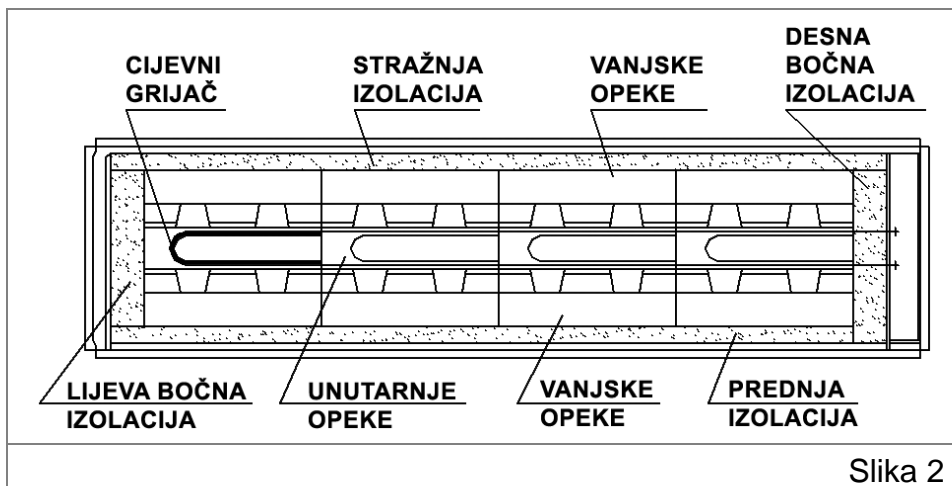 CIJEVNI
GRIJAČ
STRAŽNJA
IZOLACIJA
VANJSKE
OPEKE
DESNA
BOČNA
IZOLACIJA
LIJEVA BOČNA
IZOLACIJA
UNUTARNJE
OPEKE
VANJSKE
OPEKE
PREDNJA
IZOLACIJA
Slika 2